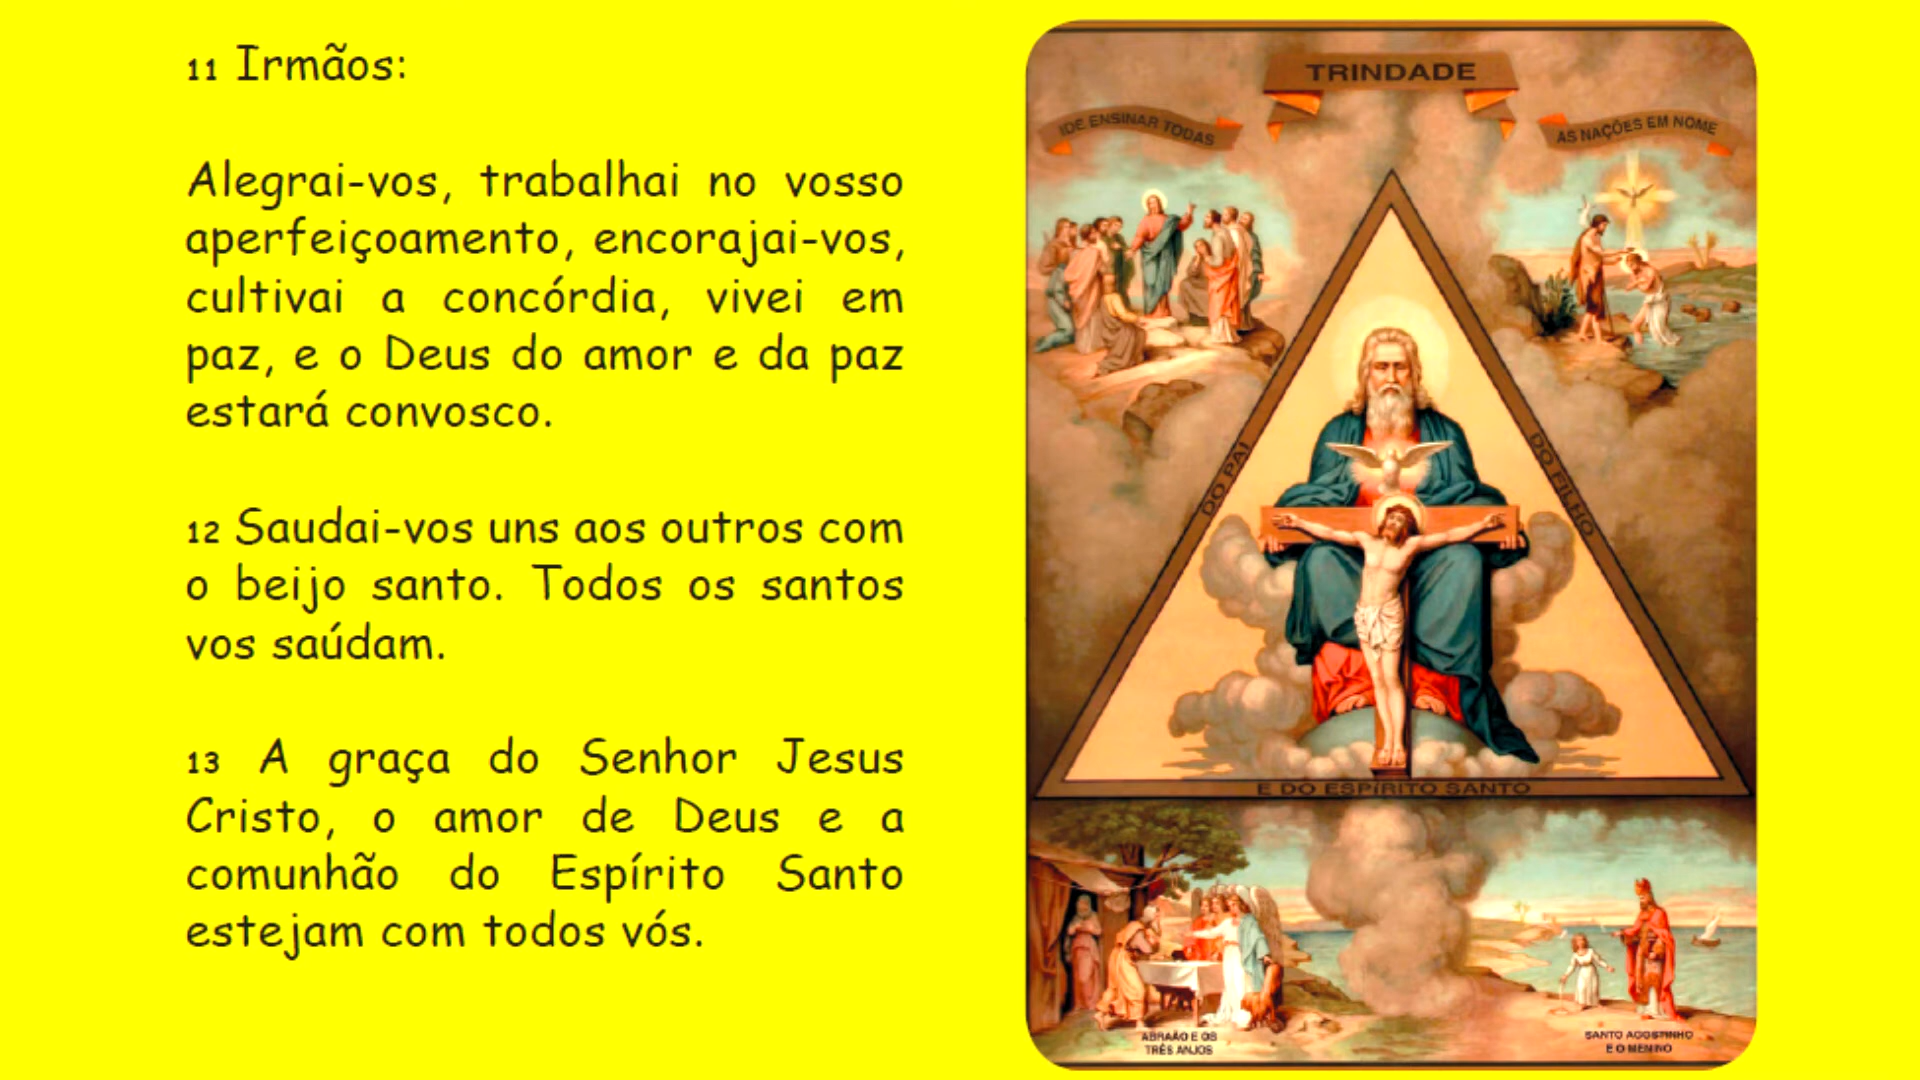 11 Irmãos:
Alegrai-vos, trabalhai no vosso
aperfeiçoamento, encorajai-vos,
cultivai a concórdia, vivei em
paz, e o Deus do amor e da paz
estará convosco.
12 Saudai-vos uns aos outros com
o beijo santo. Todos os santos
vos saúdam.
13 A graça do Senhor Jesus
Cristo, o amor de Deus e a
comunhão do Espírito Santo
estejam com todos vós.
TRINDADE
IDE ENSINAR TODAS
AS NAÇÕES EM NOME
DO PAI
DO FILHO
E DO ESPÍRITO SANTO
ABRAÃO E OS
TRÊS ANJOS
SANTO AGOSTINHO
E O MENINO